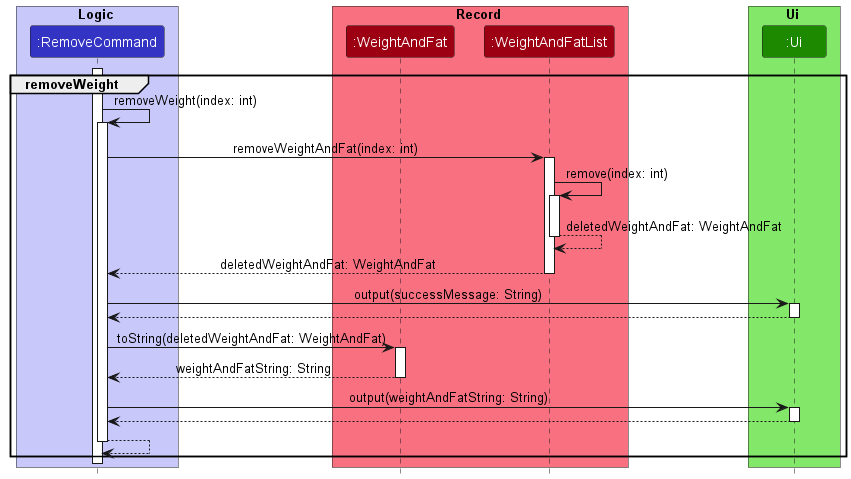 Logic
Record
Ui
:RemoveCommand
:WeightAndFat
:WeightAndFatList
:Ui
removeWeight
removeWeight(index: int)
removeWeightAndFat(index: int)
remove(index: int)
deletedWeightAndFat: WeightAndFat
deletedWeightAndFat: WeightAndFat
output(successMessage: String)
toString(deletedWeightAndFat: WeightAndFat)
weightAndFatString: String
output(weightAndFatString: String)